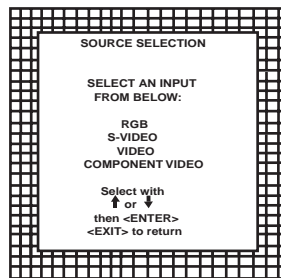 SOURCE SELECTION
SELECT AN INPUT
FROM BELOW:
RGB
S-VIDEO
VIDEO
COMPONENT VIDEO
Select with
⬆ or ⬇
then <ENTER>
<EXIT> to return